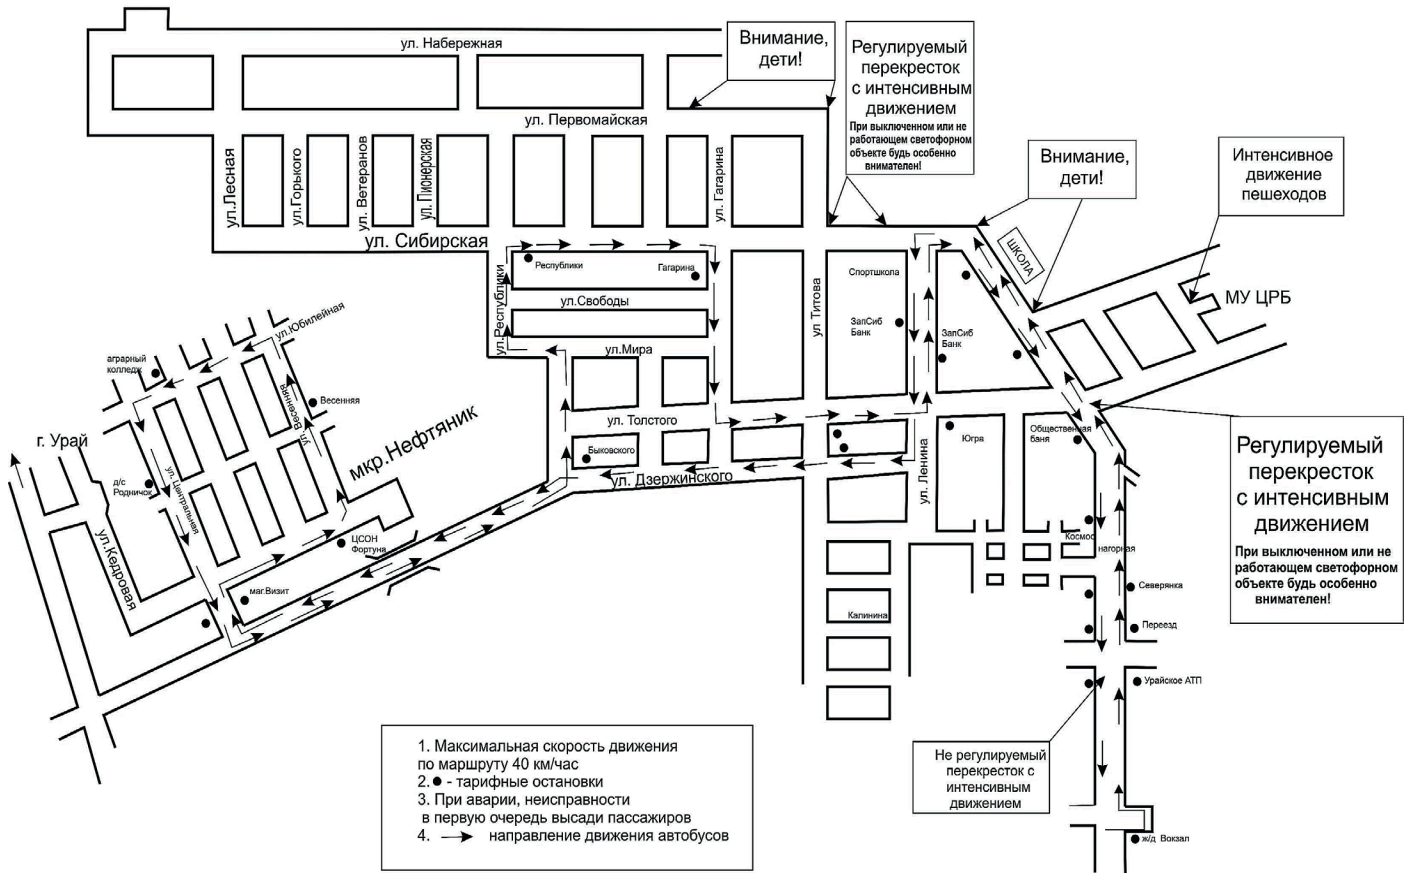 ул. Набережная
Внимание,
дети!
Регулируемый
перекресток
с интенсивным
движением
При выключенном или не
работающем светофорном
объекте будь особенно
внимателен!
ул. Первомайская
ул.Лесная
ул.Горького
ул. Ветеранов
ул. Пионерская
ул. Гагарина
Внимание,
дети!
Интенсивное
движение
пешеходов
ул. Сибирская
ШКОЛА
Республики
Гагарина
Спортшкола
МУ ЦРБ
ул.Республики
ул.Свободы
ул Титова
ЗапСиб
Банк
ЗапСиб
Банк
ул.Мира
ул.Юбилейная
аграрный
колледж
ул. Весенняя
Весенняя
мкр.Нефтяник
ул. Толстого
г. Урай
Быковского
ул. Дзержинского
ул. Ленина
Югра
Общественная
баня
Регулируемый
перекресток
с интенсивным
движением
При выключенном или не
работающем светофорном
объекте будь особенно
внимателен!
д/с
Родничок
ул. Центральная
ул.Кедровая
ЦСОН
Фортуна
маг.Визит
Космос
нагорная
Северянка
Калинина
Переезд
Урайское АТП
Не регулируемый
перекресток с
интенсивным
движением
1. Максимальная скорость движения
по маршруту 40 км/час
2. ● - тарифные остановки
3. При аварии, неисправности
в первую очередь высади пассажиров
4. → направление движения автобусов
ж/д Вокзал